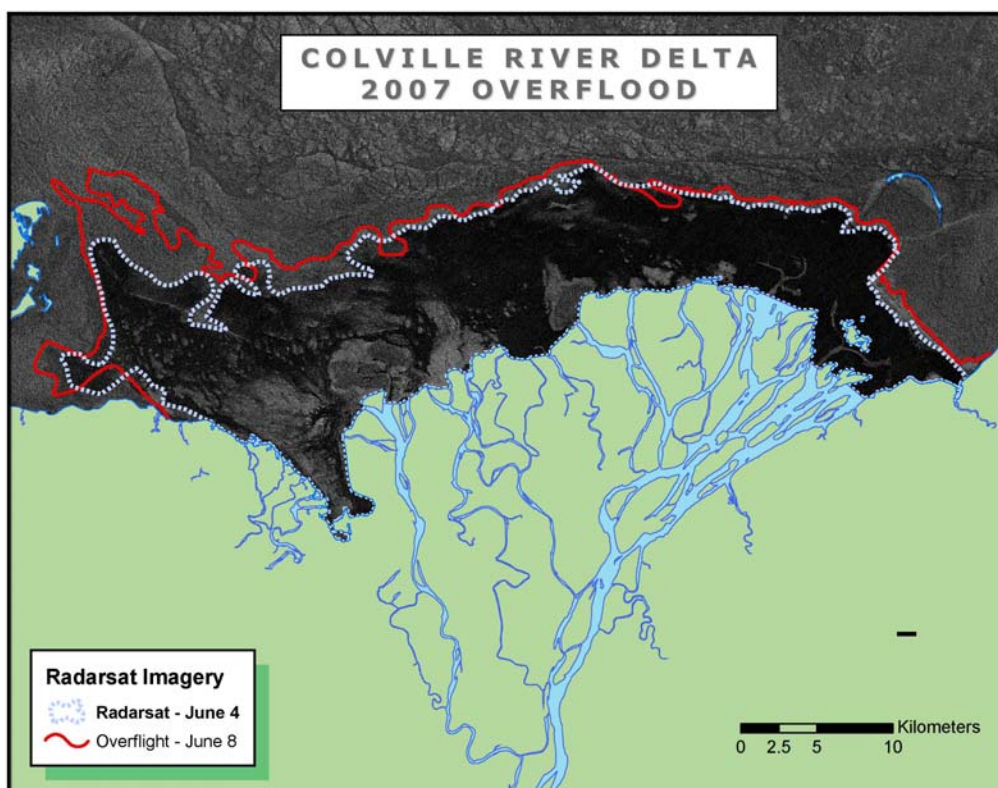 COLVILLE RIVER DELTA
2007 OVERFLOOD
Radarsat Imagery
Radarsat - June 4
Overflight - June 8
Kilometers
0 2.5 5 10